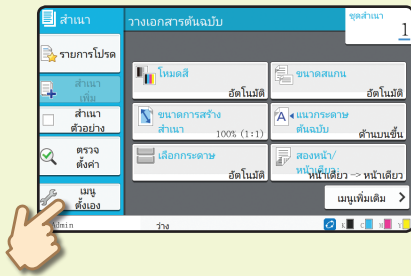 สำเนา
วางเอกสารต้นฉบับ
ชุดสำเนา
1
รายการโปรด
สำเนา
เพิ่ม
สำเนา
ตัวอย่าง
ตรวจ
ตั้งค่า
เมนู
ตั้งเอง
โหมดสี
อัตโนมัติ
ขนาดสแกน
อัตโนมัติ
ขนาดการสร้าง
สำเนา
100% (1:1)
แนวกระดาษ
ต้นฉบับ
ด้านบนขึ้น
เลือกกระดาษ
อัตโนมัติ
สองหน้า/
หน้าเดียว:
หน้าเดียว -> หน้าเดียว
เมนูเพิ่มเติม
dmin
ว่าง
K C M Y